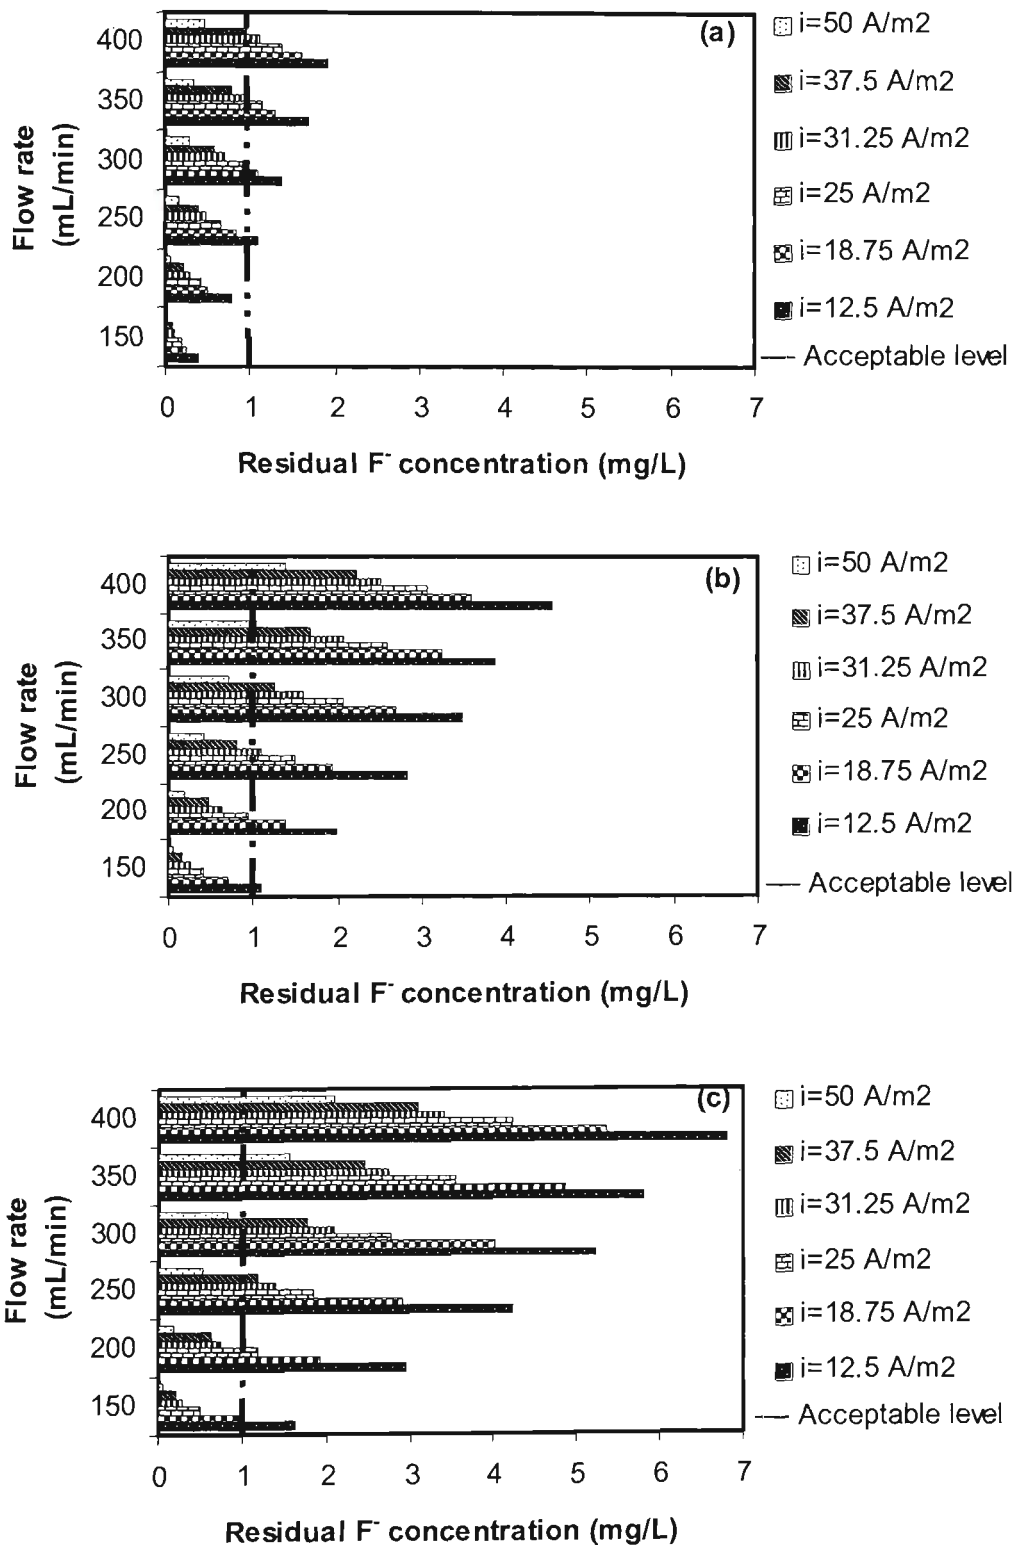 (a)
400
350
300
250
200
150
Flow rate
(mL/min)
0 1 2 3 4 5 6 7
Residual F⁻ concentration (mg/L)
i=50 A/m2
i=37.5 A/m2
i=31.25 A/m2
i=25 A/m2
i=18.75 A/m2
i=12.5 A/m2
Acceptable level
(b)
400
350
300
250
200
150
Flow rate
(mL/min)
0 1 2 3 4 5 6 7
Residual F⁻ concentration (mg/L)
i=50 A/m2
i=37.5 A/m2
i=31.25 A/m2
i=25 A/m2
i=18.75 A/m2
i=12.5 A/m2
Acceptable level
(c)
400
350
300
250
200
150
Flow rate
(mL/min)
0 1 2 3 4 5 6 7
Residual F⁻ concentration (mg/L)
i=50 A/m2
i=37.5 A/m2
i=31.25 A/m2
i=25 A/m2
i=18.75 A/m2
i=12.5 A/m2
Acceptable level